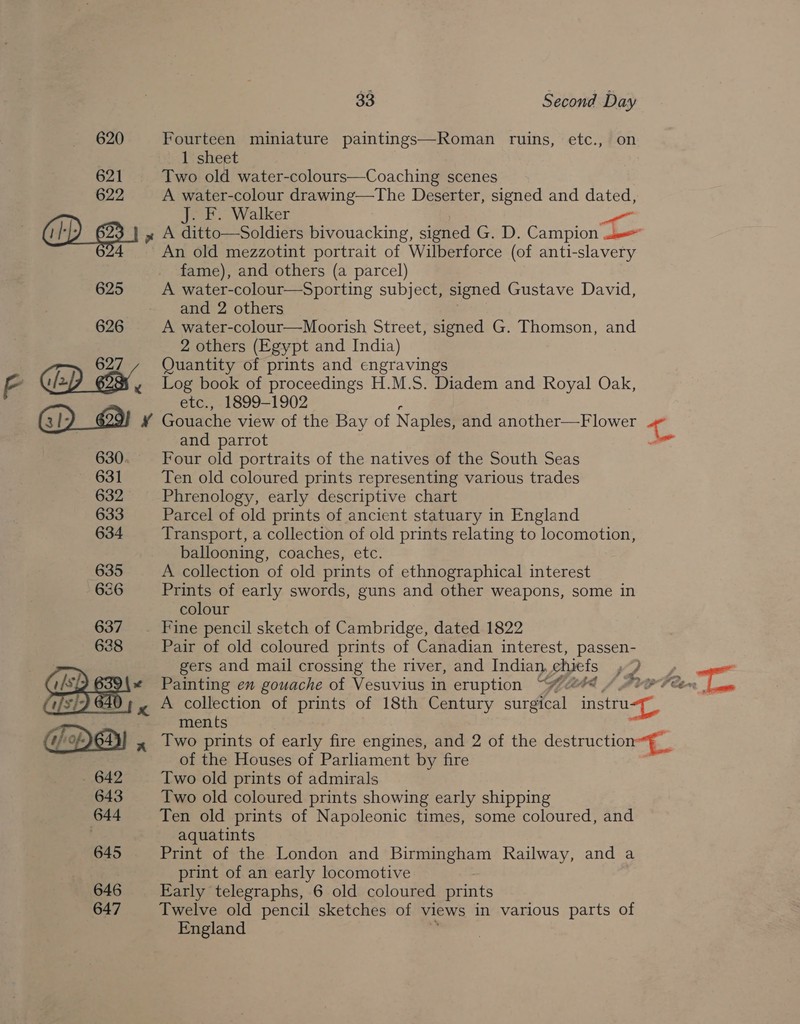 33 Second Day
620 Fourteen miniature paintings—Roman ruins, etc., on
1 sheet
621 Two old water-colours—Coaching scenes
622 A water-colour drawing—The Deserter, signed and dated,
J. F. Walker
623 A ditto—Soldiers bivouacking, signed G. D. Campion
624 An old mezzotint portrait of Wilberforce (of anti-slavery
fame), and others (a parcel)
625 A water-colour—Sporting subject, signed Gustave David,
and 2 others
626 A water-colour—Moorish Street, signed G. Thomson, and
2 others (Egypt and India)
627 Quantity of prints and engravings
628 Log book of proceedings H.M.S. Diadem and Royal Oak,
etc., 1899-1902
629 Gouache view of the Bay of Naples, and another—Flower
and parrot
630 Four old portraits of the natives of the South Seas
631 Ten old coloured prints representing various trades
632 Phrenology, early descriptive chart
633 Parcel of old prints of ancient statuary in England
634 Transport, a collection of old prints relating to locomotion,
ballooning, coaches, etc.
635 A collection of old prints of ethnographical interest
636 Prints of early swords, guns and other weapons, some in
colour
637 Fine pencil sketch of Cambridge, dated 1822
638 Pair of old coloured prints of Canadian interest, passen-
gers and mail crossing the river, and Indian chiefs
639 Painting en gouache of Vesuvius in eruption
640 A collection of prints of 18th Century surgical instru-
ments
641 Two prints of early fire engines, and 2 of the destruction
of the Houses of Parliament by fire
642 Two old prints of admirals
643 Two old coloured prints showing early shipping
644 Ten old prints of Napoleonic times, some coloured, and
aquatints
645 Print of the London and Birmingham Railway, and a
print of an early locomotive
646 Early telegraphs, 6 old coloured prints
647 Twelve old pencil sketches of views in various parts of
England